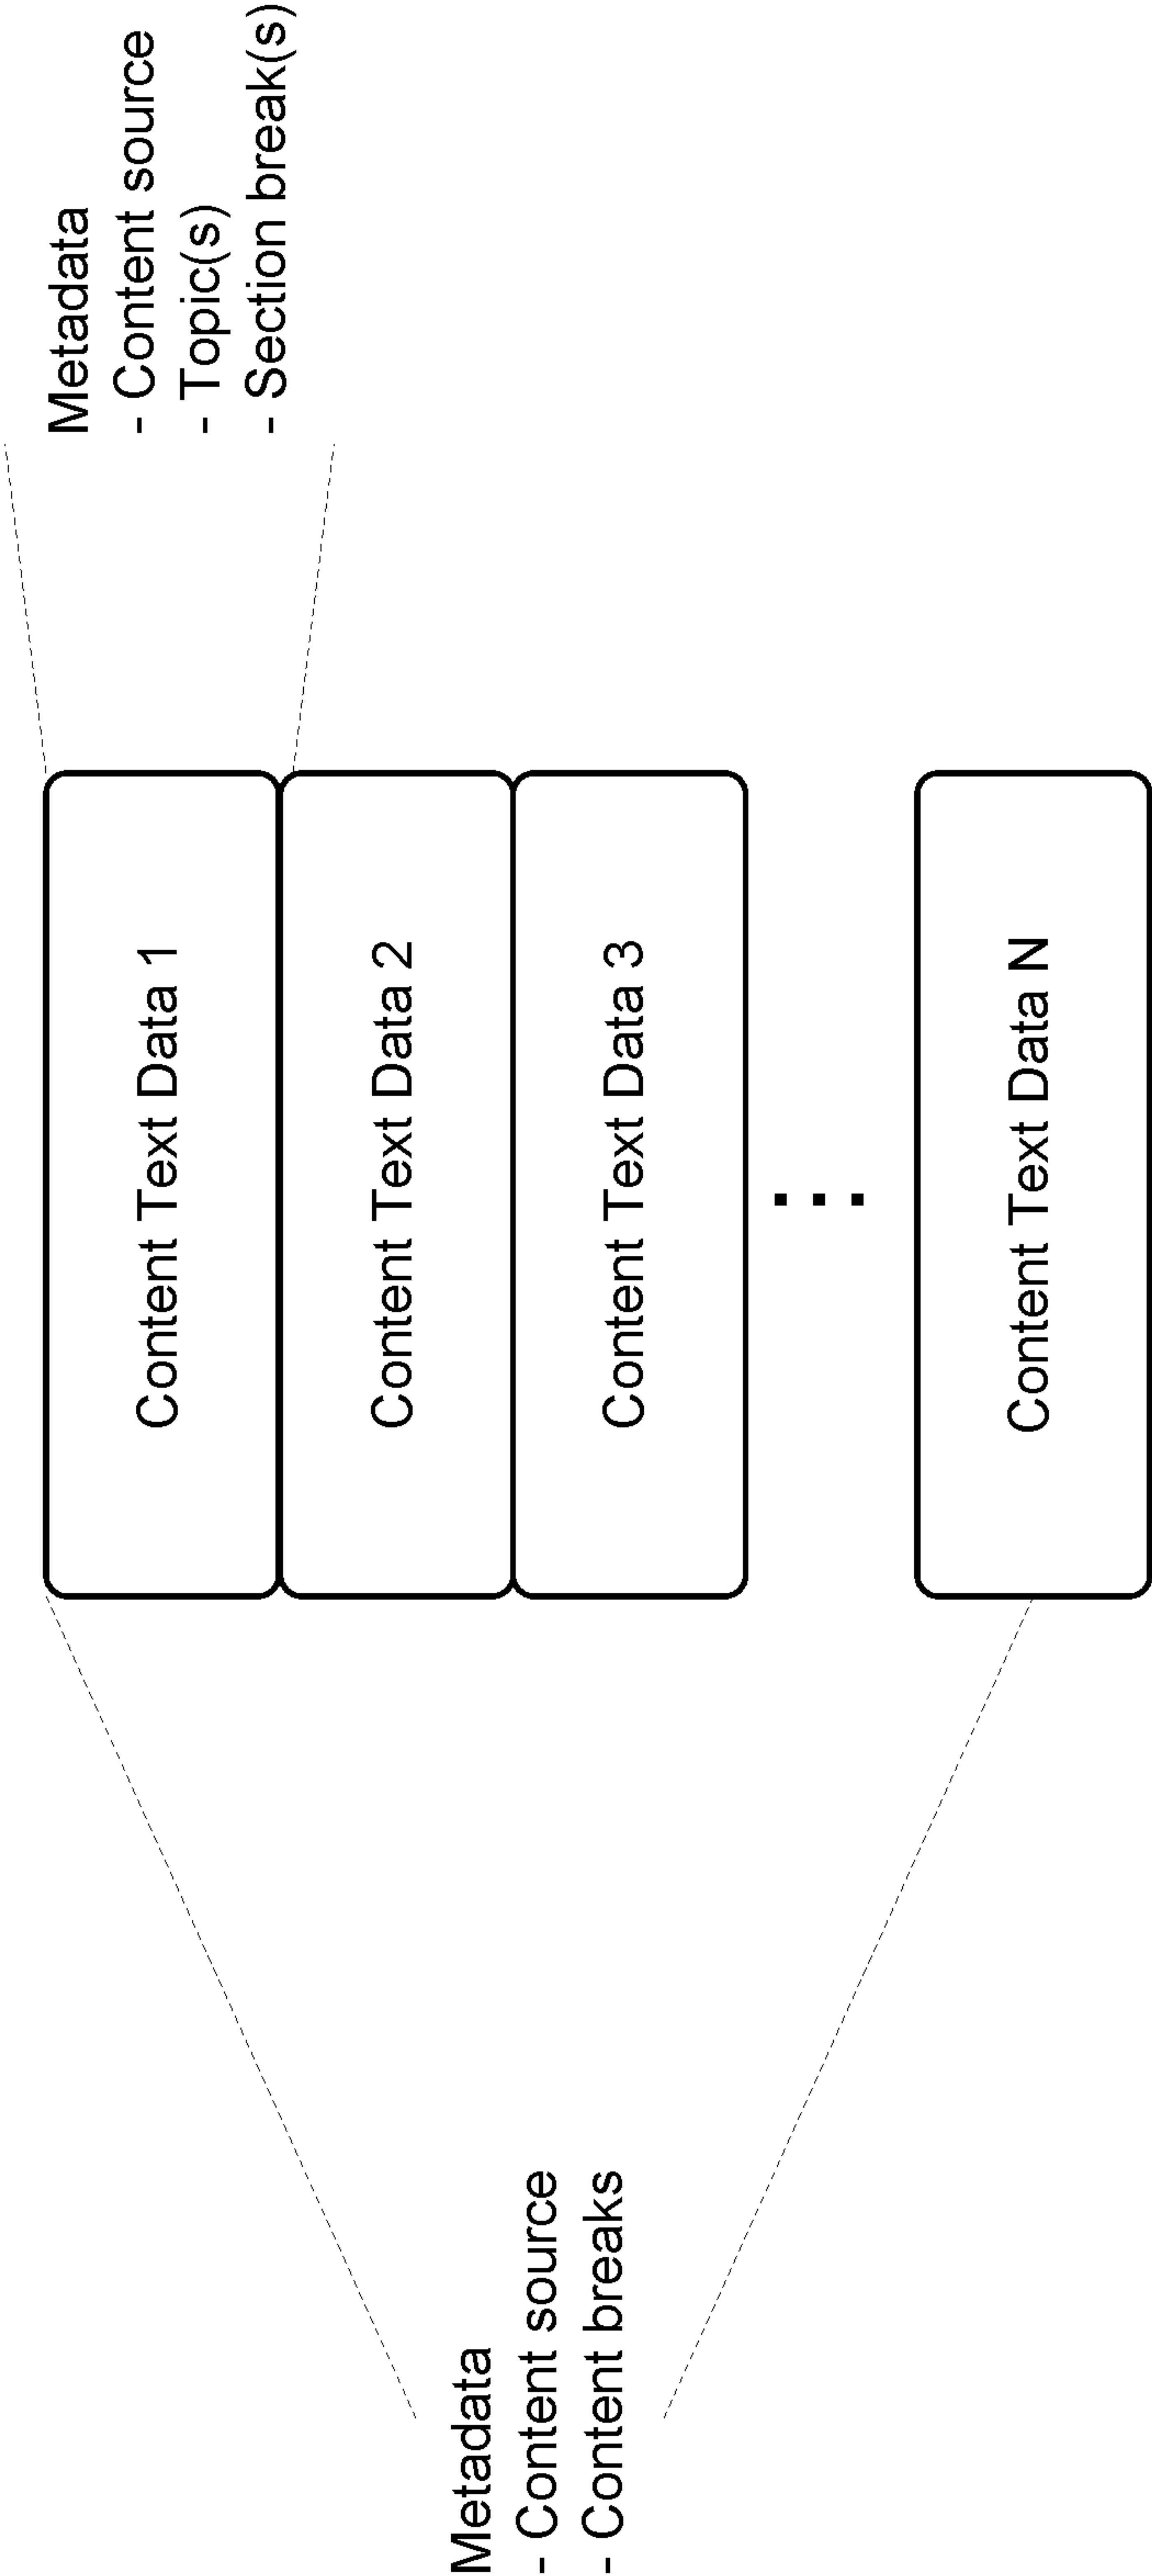 Metadata
- Content source
- Content breaks
Content Text Data 1
Content Text Data 2
Content Text Data 3
Content Text Data N
Metadata
- Content source
- Topic(s)
- Section break(s)